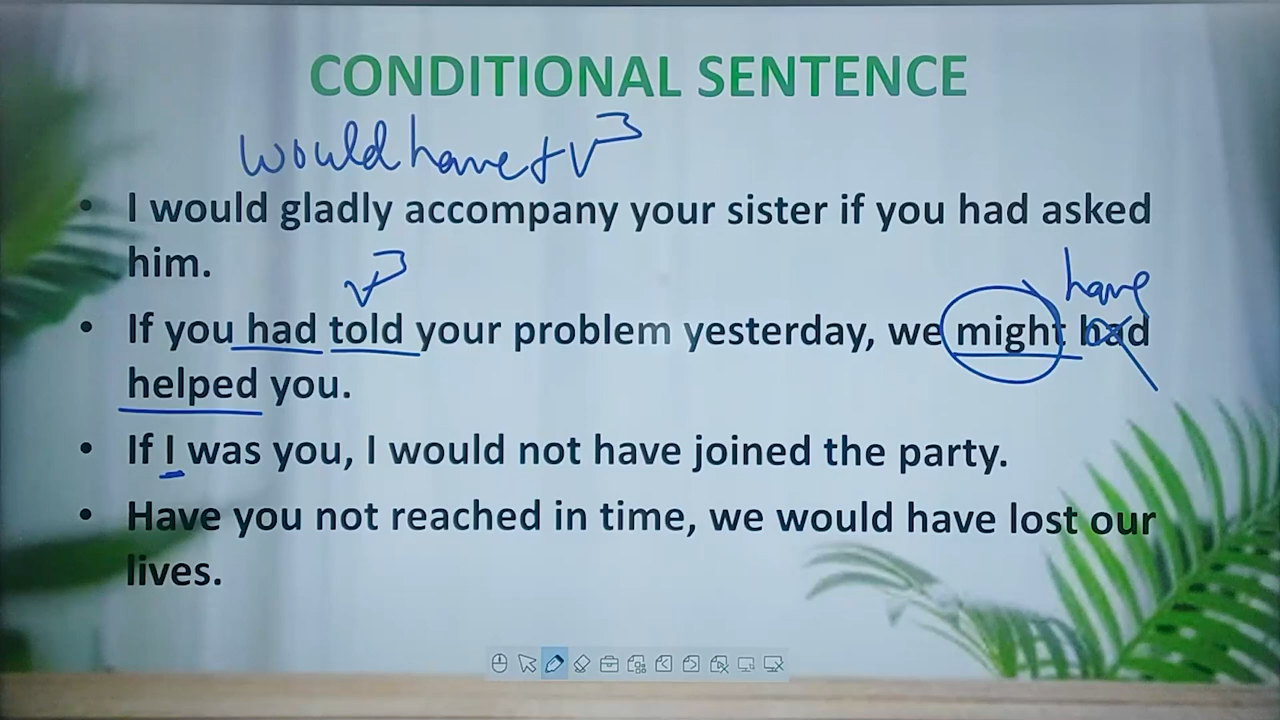 CONDITIONAL SENTENCE
would have + v3
• I would gladly accompany your sister if you had asked
him.
v3
have
• If you had told your problem yesterday, we might had
helped you.
• If I was you, I would not have joined the party.
• Have you not reached in time, we would have lost our
lives.